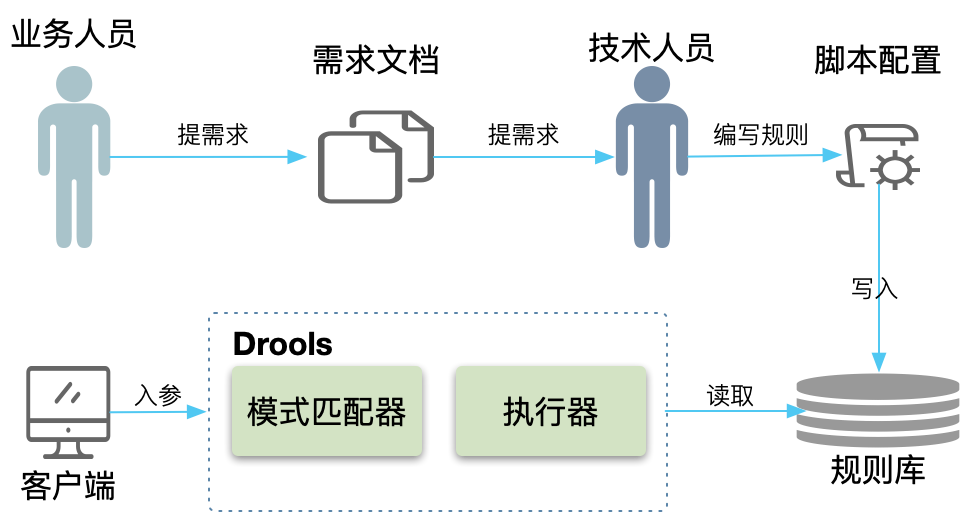 业务人员
需求文档
技术人员
脚本配置
提需求
提需求
编写规则
写入
Drools
模式匹配器
执行器
入参
读取
客户端
规则库